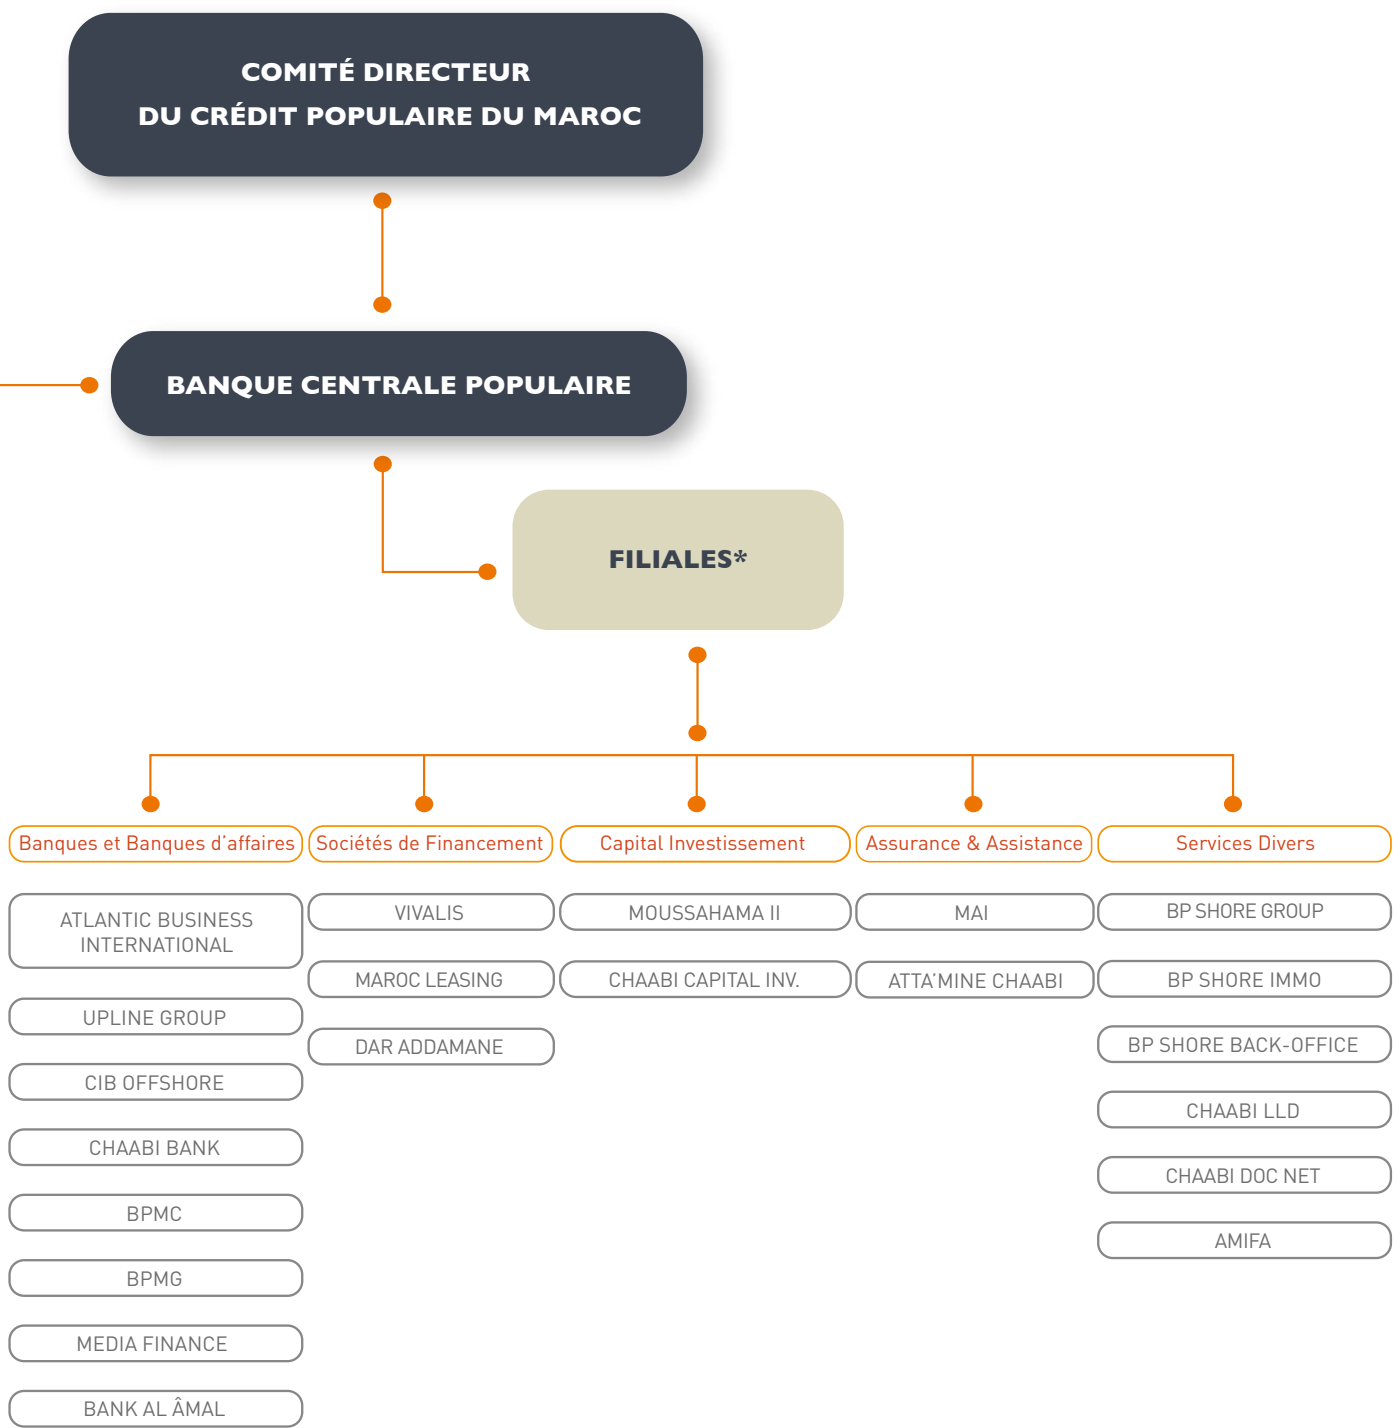 COMITÉ DIRECTEUR
DU CRÉDIT POPULAIRE DU MAROC
BANQUE CENTRALE POPULAIRE
FILIALES*
Banques et Banques d’affaires
ATLANTIC BUSINESS
INTERNATIONAL
UPLINE GROUP
CIB OFFSHORE
CHAABI BANK
BPMC
BPMG
MEDIA FINANCE
BANK AL ÂMAL
Sociétés de Financement
VIVALIS
MAROC LEASING
DAR ADDAMANE
Capital Investissement
MOUSSAHAMA II
CHAABI CAPITAL INV.
Assurance & Assistance
MAI
ATTA’MINE CHAABI
Services Divers
BP SHORE GROUP
BP SHORE IMMO
BP SHORE BACK-OFFICE
CHAABI LLD
CHAABI DOC NET
AMIFA